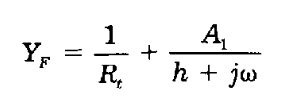 Y_F = 1/R_t + A_1/(h + jω)